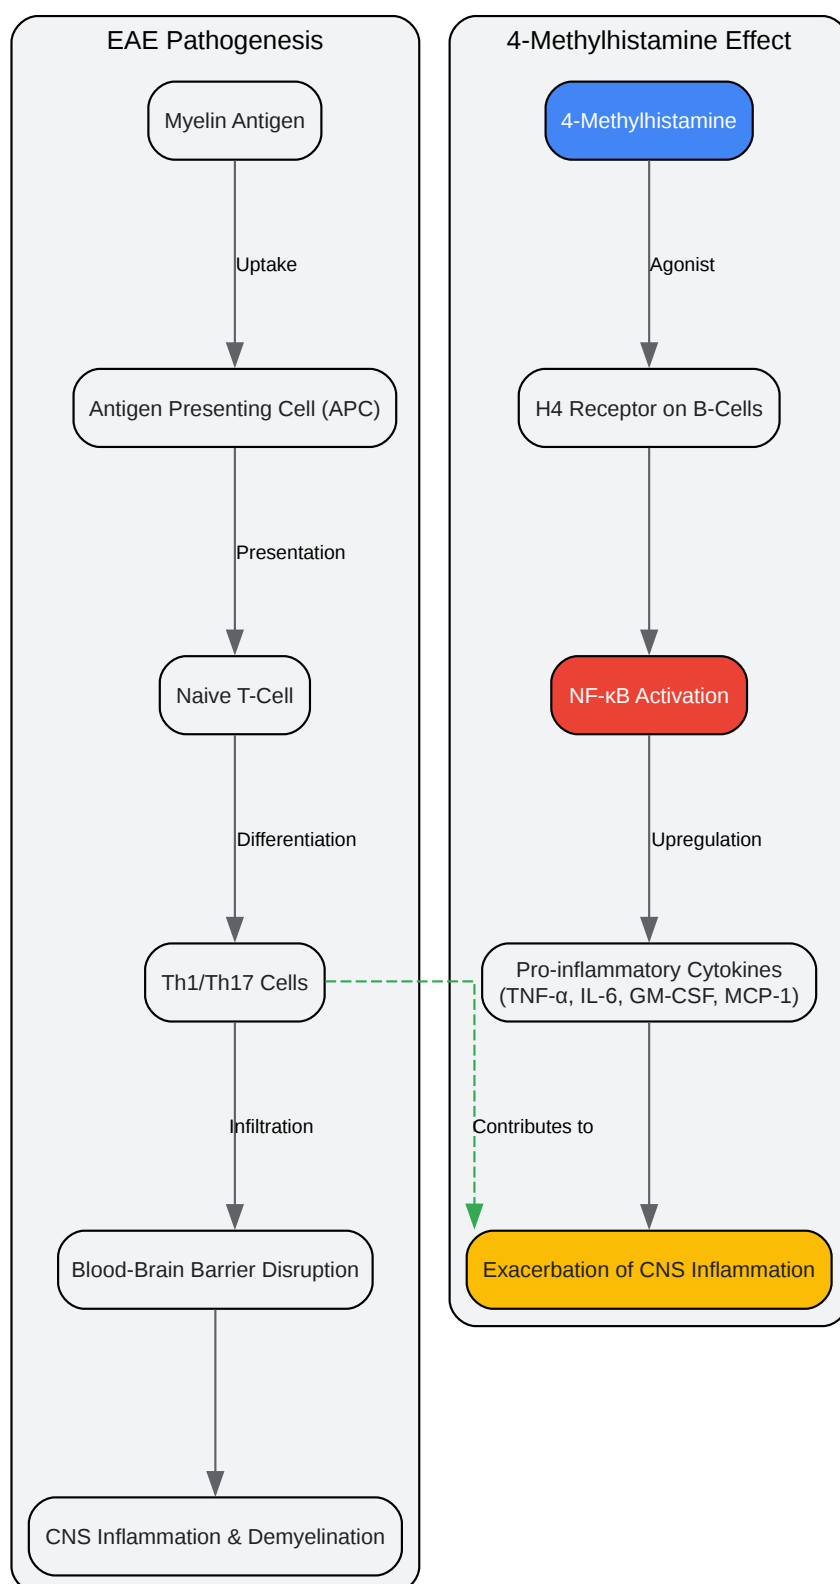 EAE Pathogenesis
Myelin Antigen
Uptake
Antigen Presenting Cell (APC)
Presentation
Naive T-Cell
Differentiation
Th1/Th17 Cells
Infiltration
Blood-Brain Barrier Disruption
CNS Inflammation & Demyelination
4-Methylhistamine Effect
4-Methylhistamine
Agonist
H4 Receptor on B-Cells
NF-κB Activation
Upregulation
Pro-inflammatory Cytokines
(TNF-α, IL-6, GM-CSF, MCP-1)
Contributes to
Exacerbation of CNS Inflammation